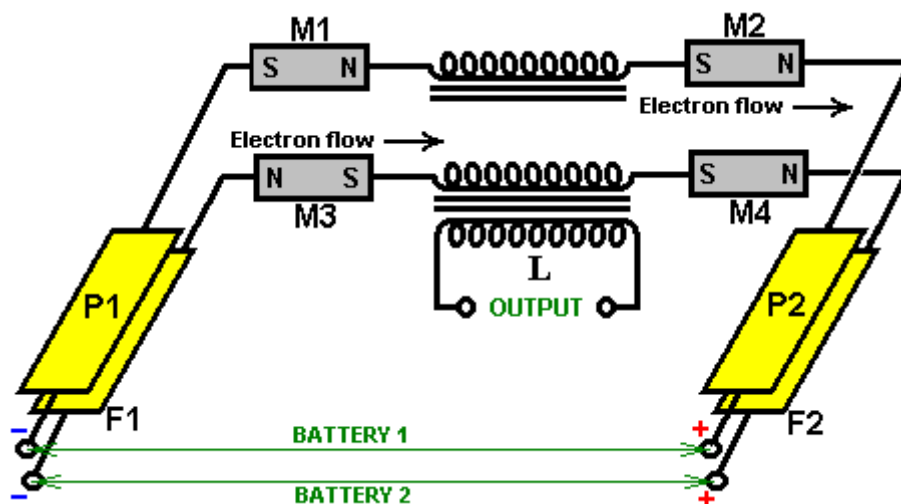 M1
M2
S N
S N
Electron flow
Electron flow
N S
S N
M3
M4
L
OUTPUT
P1
P2
F1
F2
- BATTERY 1 +
- BATTERY 2 +